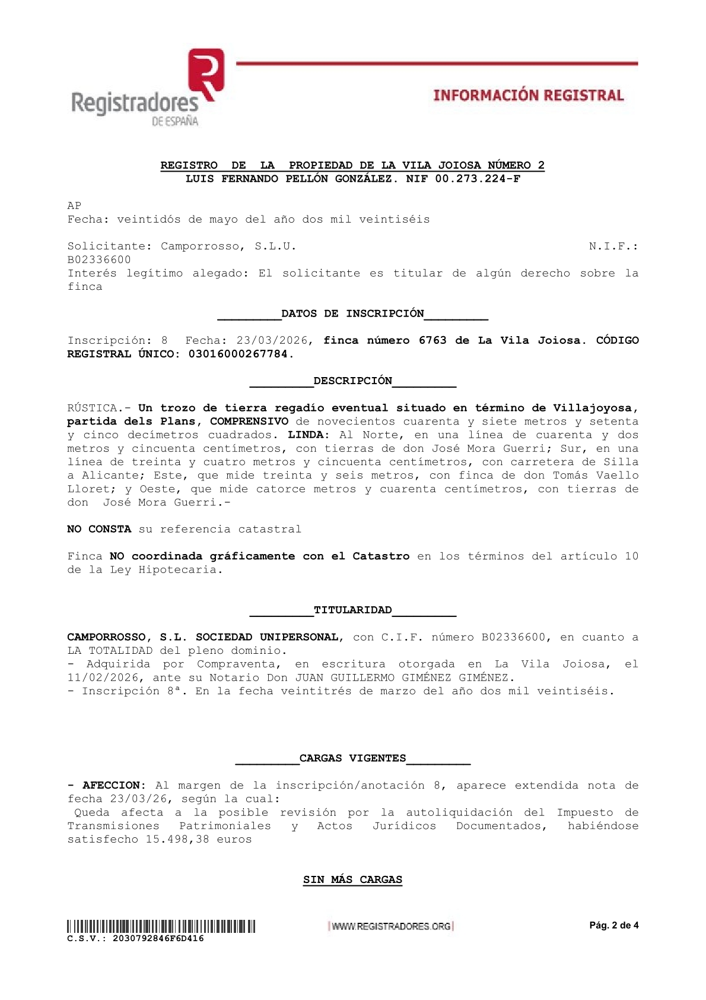 Registradores
DE ESPAÑA
INFORMACIÓN REGISTRAL
REGISTRO DE LA PROPIEDAD DE LA VILA JOIOSA NÚMERO 2
LUIS FERNANDO PELLÓN GONZÁLEZ. NIF 00.273.224-F
AP
Fecha: veintidós de mayo del año dos mil veintiséis
Solicitante: Camporrosso, S.L.U. N.I.F.:
B02336600
Interés legítimo alegado: El solicitante es titular de algún derecho sobre la
finca
_________DATOS DE INSCRIPCIÓN_________
Inscripción: 8 Fecha: 23/03/2026, finca número 6763 de La Vila Joiosa. CÓDIGO
REGISTRAL ÚNICO: 03016000267784.
_________DESCRIPCIÓN_________
RÚSTICA.- Un trozo de tierra regadío eventual situado en término de Villajoyosa,
partida dels Plans, COMPRENSIVO de novecientos cuarenta y siete metros y setenta
y cinco decímetros cuadrados. LINDA: Al Norte, en una línea de cuarenta y dos
metros y cincuenta centímetros, con tierras de don José Mora Guerri; Sur, en una
línea de treinta y cuatro metros y cincuenta centímetros, con carretera de Silla
a Alicante; Este, que mide treinta y seis metros, con finca de don Tomás Vaello
Lloret; y Oeste, que mide catorce metros y cuarenta centímetros, con tierras de
don José Mora Guerri.-
NO CONSTA su referencia catastral
Finca NO coordinada gráficamente con el Catastro en los términos del artículo 10
de la Ley Hipotecaria.
_________TITULARIDAD_________
CAMPORROSSO, S.L. SOCIEDAD UNIPERSONAL, con C.I.F. número B02336600, en cuanto a
LA TOTALIDAD del pleno dominio.
- Adquirida por Compraventa, en escritura otorgada en La Vila Joiosa, el
11/02/2026, ante su Notario Don JUAN GUILLERMO GIMÉNEZ GIMÉNEZ.
- Inscripción 8ª. En la fecha veintitrés de marzo del año dos mil veintiséis.
_________CARGAS VIGENTES_________
- AFECCION: Al margen de la inscripción/anotación 8, aparece extendida nota de
fecha 23/03/26, según la cual:
Queda afecta a la posible revisión por la autoliquidación del Impuesto de
Transmisiones Patrimoniales y Actos Jurídicos Documentados, habiéndose
satisfecho 15.498,38 euros
SIN MÁS CARGAS
C.S.V.: 2030792846F6D416
WWW.REGISTRADORES.ORG
Pág. 2 de 4